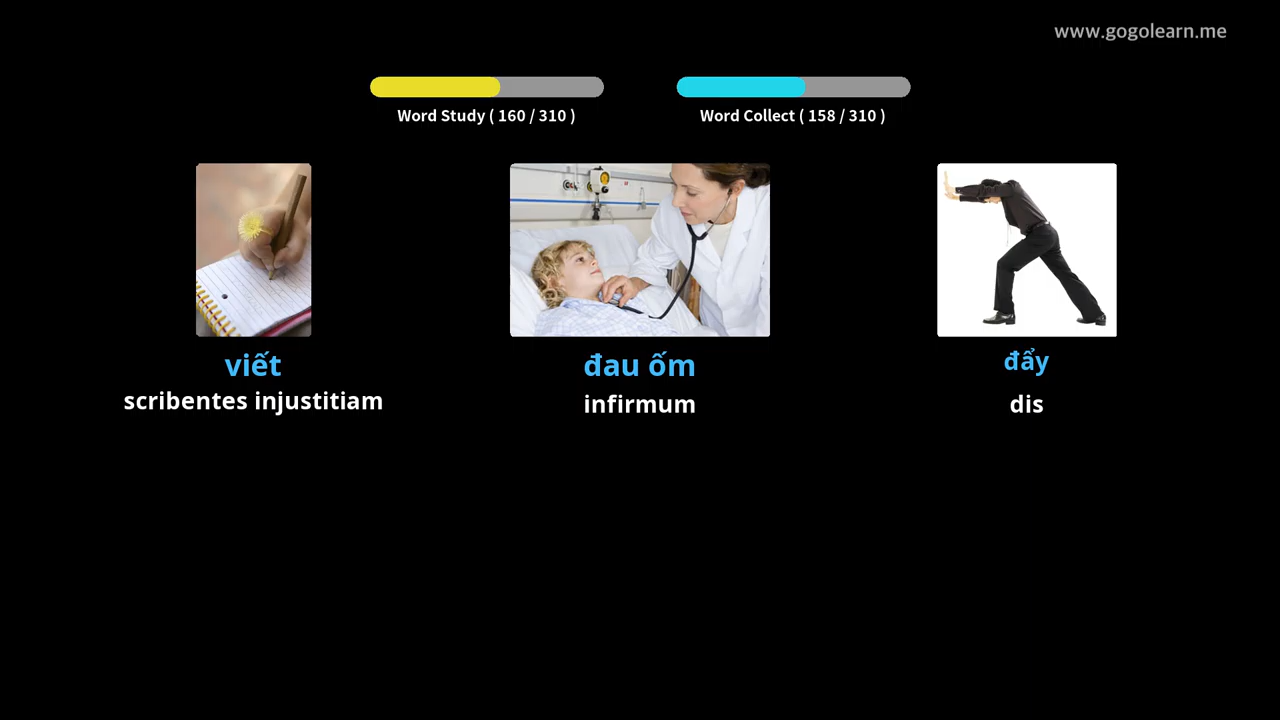 www.gogolearn.me
Word Study ( 160 / 310 )
Word Collect ( 158 / 310 )
viết
scribentes injustitiam
đau ốm
infirmum
đẩy
dis